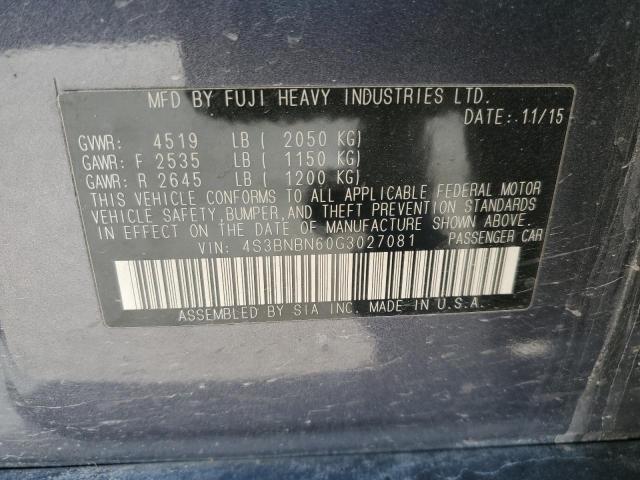 MFD BY FUJI HEAVY INDUSTRIES LTD.
DATE: 11/15
GVWR: 4519 LB ( 2050 KG)
GAWR: F 2535 LB ( 1150 KG)
GAWR: R 2645 LB ( 1200 KG)
THIS VEHICLE CONFORMS TO ALL APPLICABLE FEDERAL MOTOR
VEHICLE SAFETY, BUMPER, AND THEFT PREVENTION STANDARDS
IN EFFECT ON THE DATE OF MANUFACTURE SHOWN ABOVE.
VIN: 4S3BNBN60G3027081 PASSENGER CAR
ASSEMBLED BY SIA INC. MADE IN U.S.A.